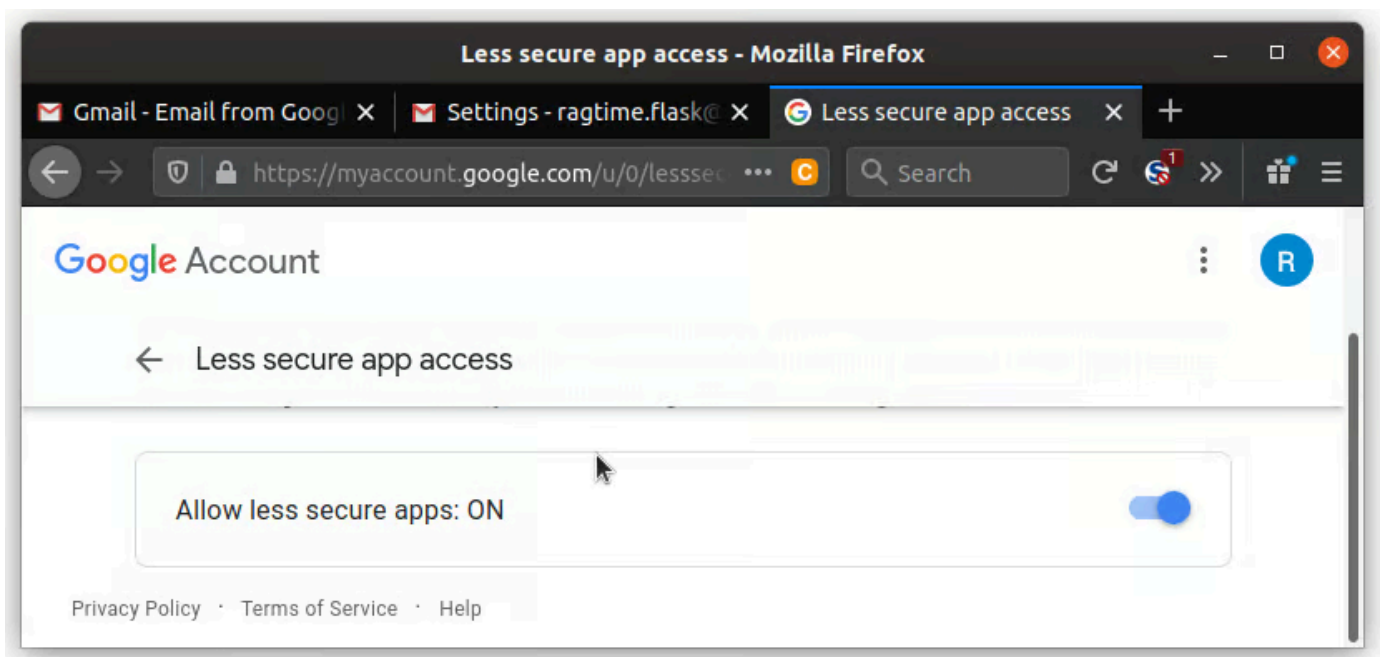 Less secure app access - Mozilla Firefox
Gmail - Email from Googl
Settings - ragtime.flask@
Less secure app access
https://myaccount.google.com/u/0/lesssec
Search
1
Google Account
R
Less secure app access
Allow less secure apps: ON
Privacy Policy · Terms of Service · Help